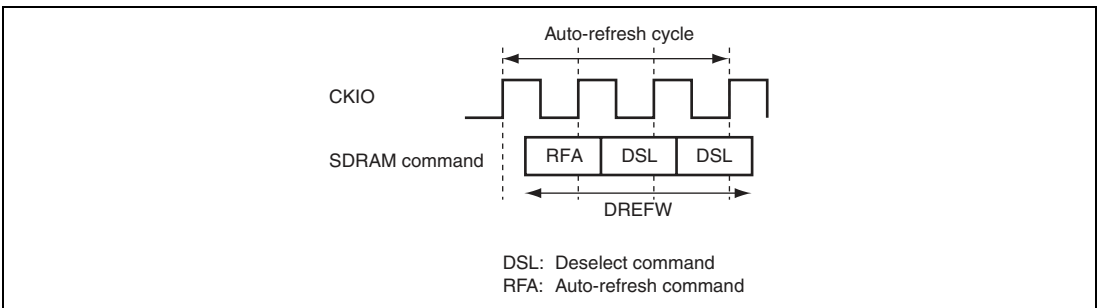 Auto-refresh cycle
CKIO
SDRAM command
RFA DSL DSL
DREFW
DSL: Deselect command
RFA: Auto-refresh command